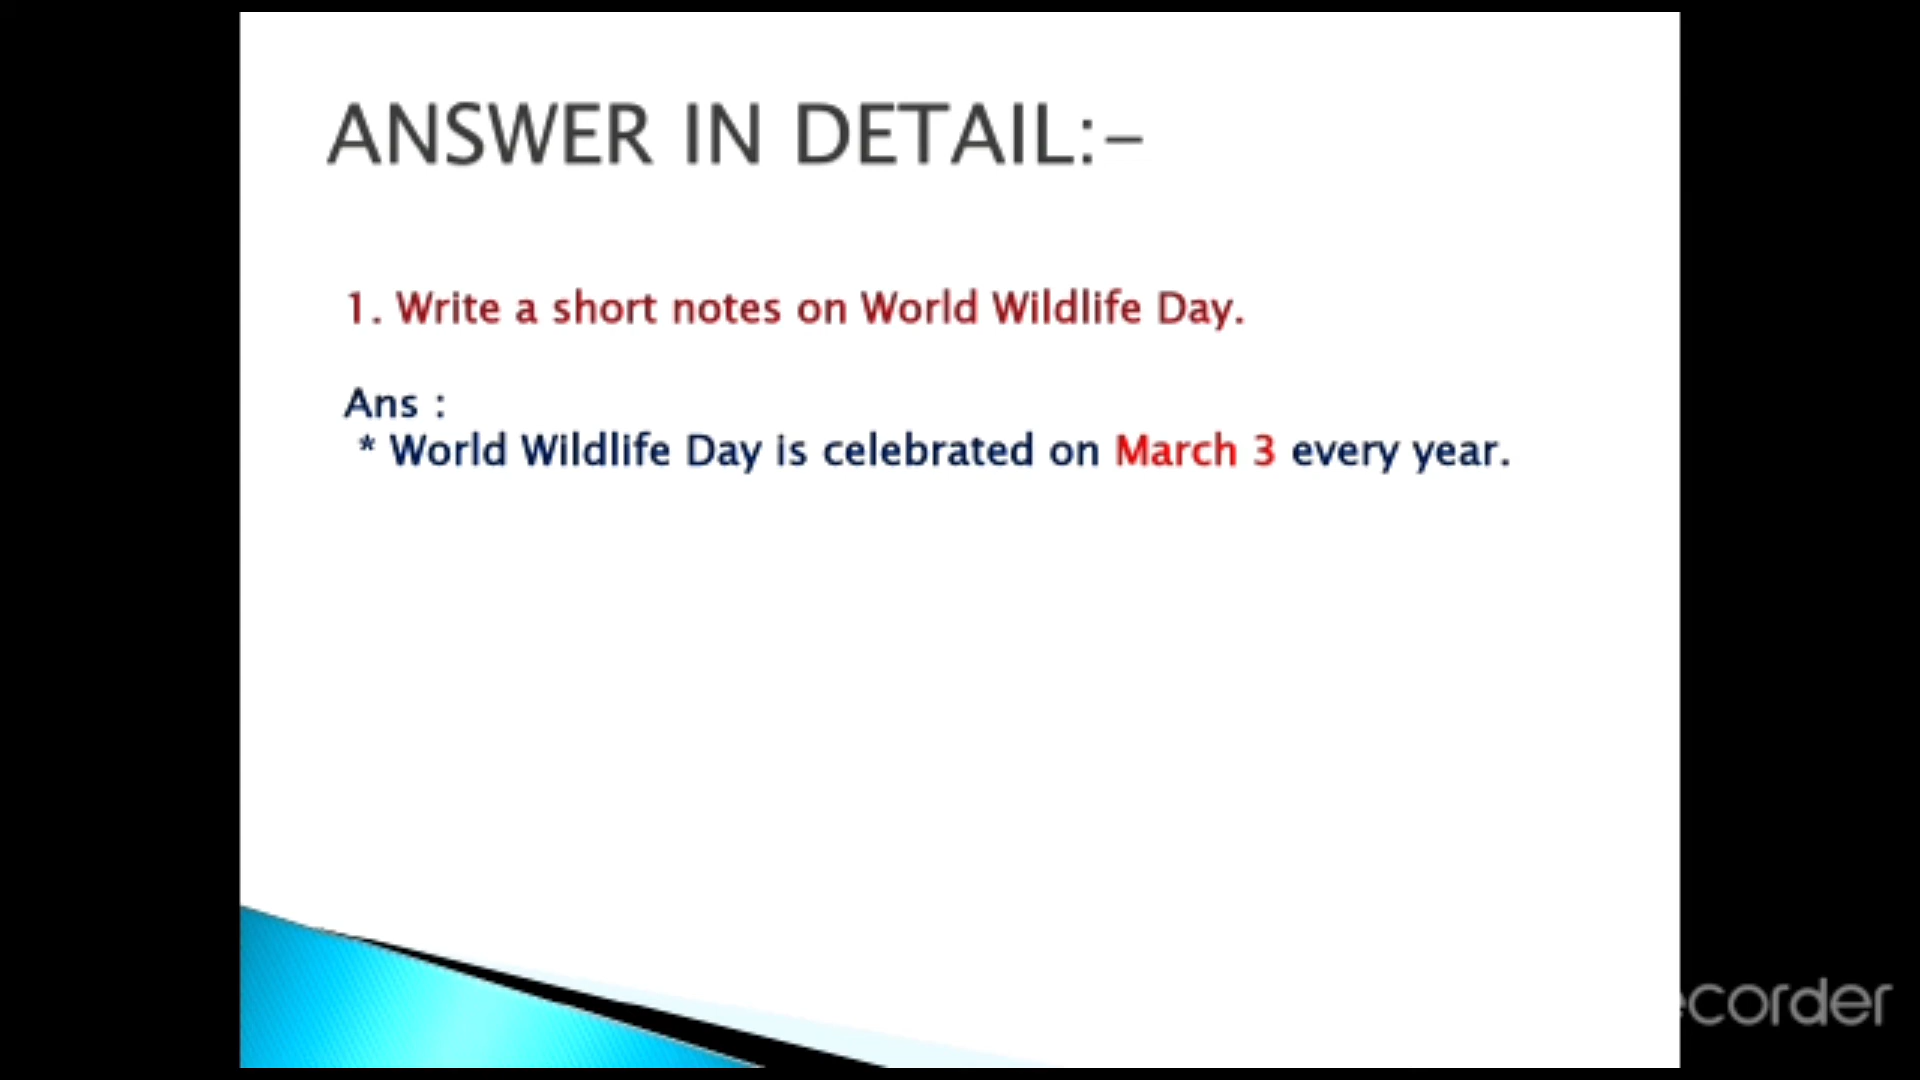 ANSWER IN DETAIL:-
1. Write a short notes on World Wildlife Day.
Ans :
* World Wildlife Day is celebrated on March 3 every year.
corder